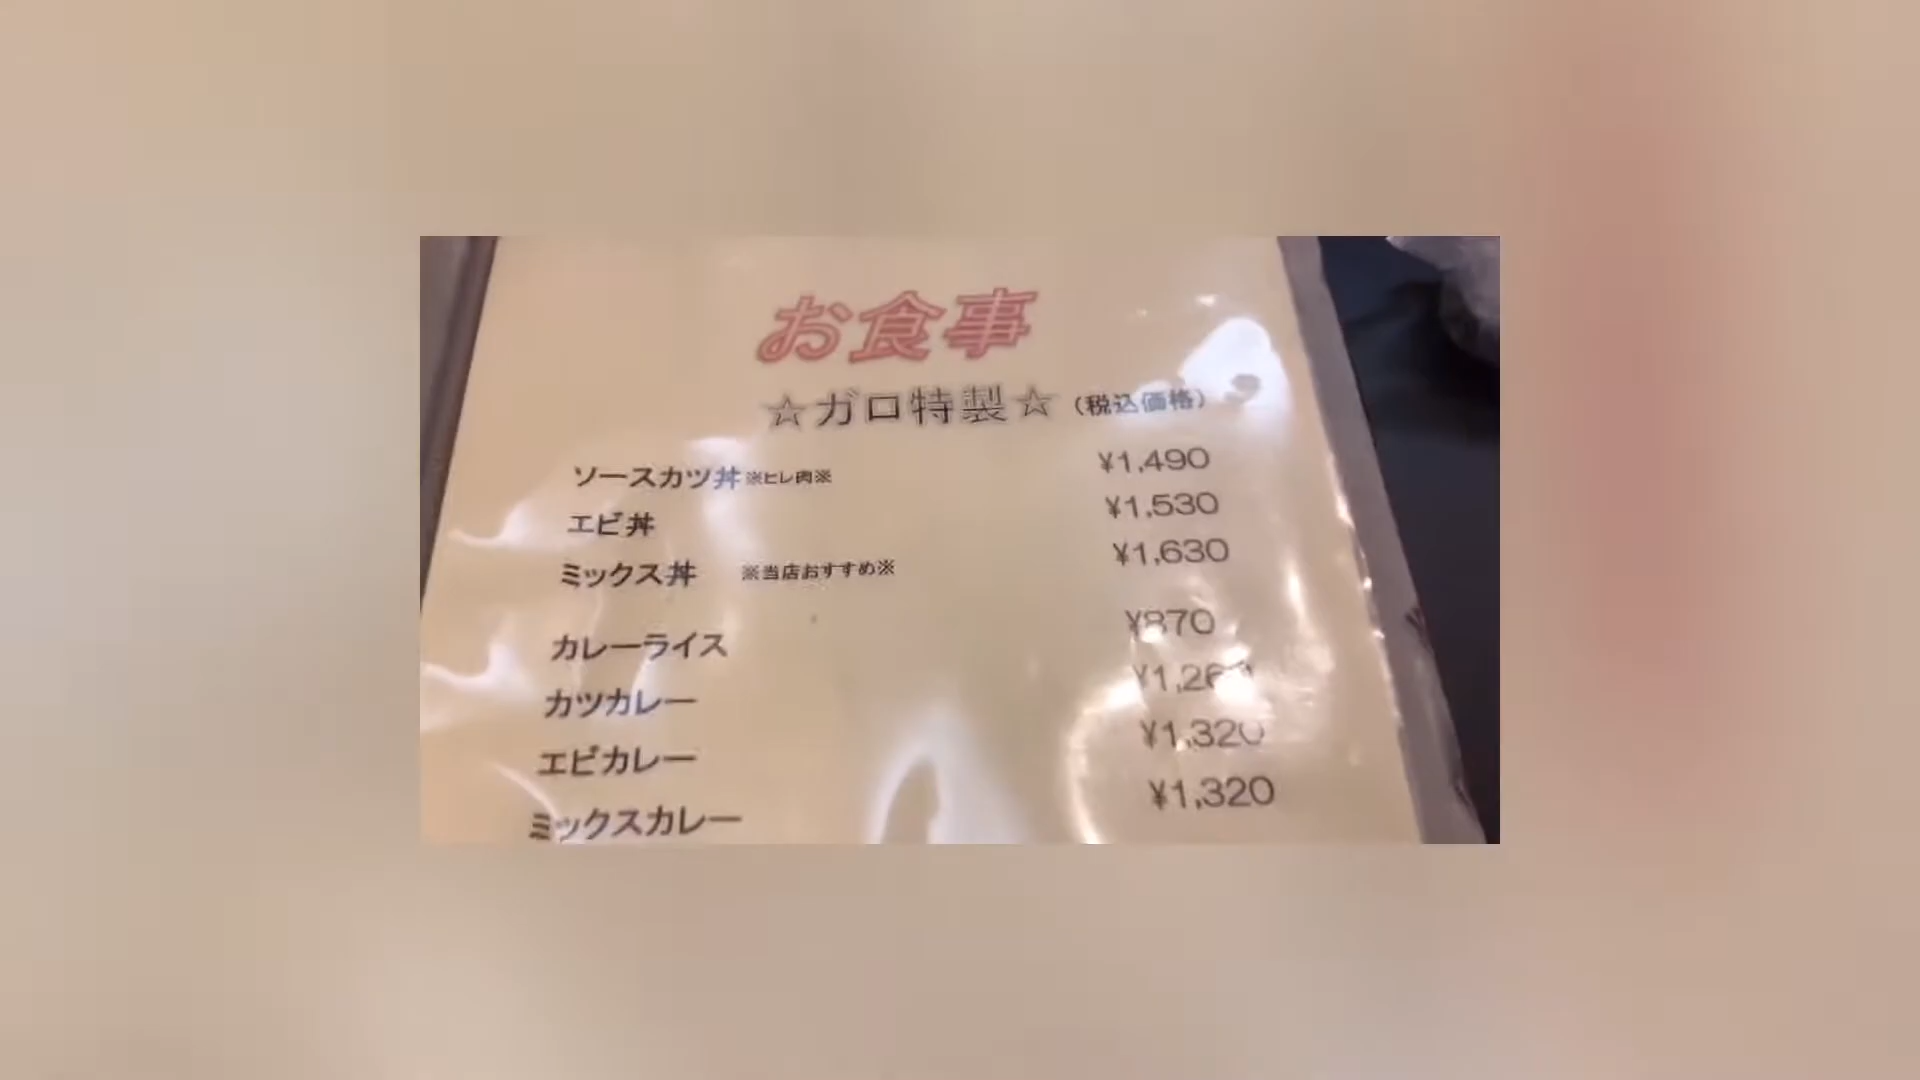 お食事
☆ガロ特製☆（税込価格）
ソースカツ丼※ヒレ肉※ ¥1,490
エビ丼 ¥1,530
ミックス丼 ※当店おすすめ※ ¥1,630
カレーライス ¥870
カツカレー
エビカレー ¥1,320
ミックスカレー ¥1,320